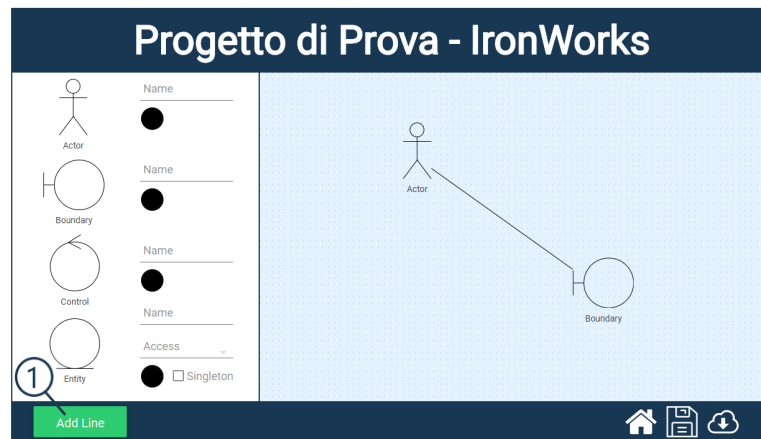 Progetto di Prova - IronWorks
Name
Actor
Name
Boundary
Name
Control
Name
Access
Singleton
Entity
Actor
Boundary
1
Add Line